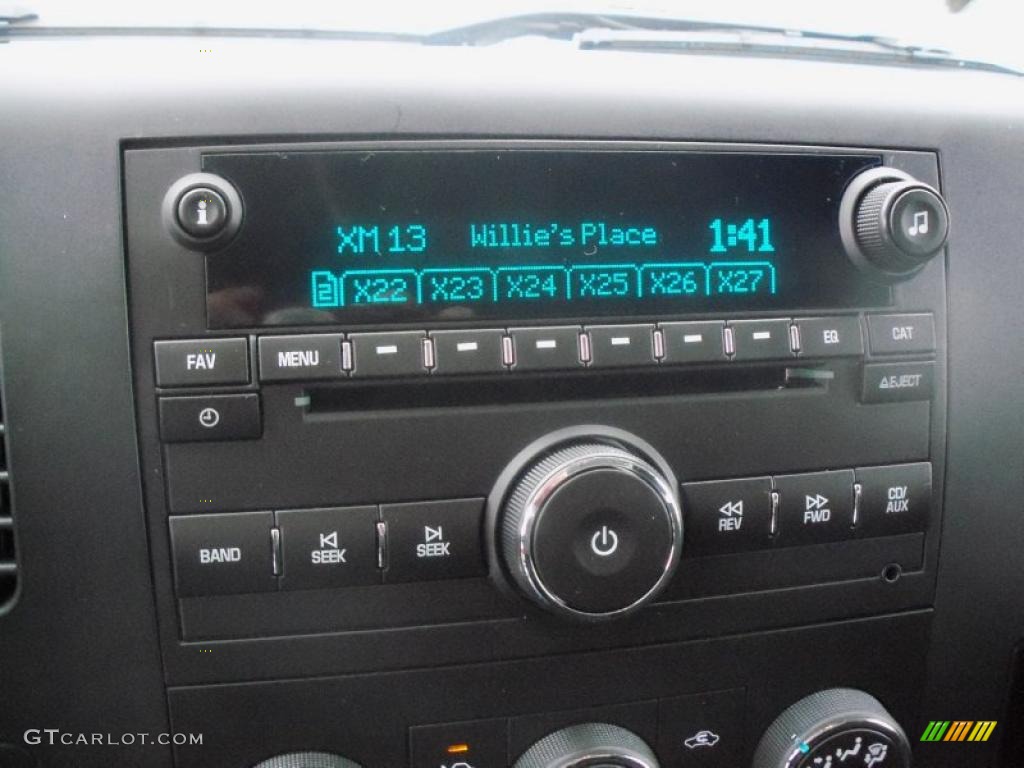 XM 13 Willie's Place 1:41
2 X22 X23 X24 X25 X26 X27
FAV MENU EQ CAT
EJECT
BAND SEEK SEEK REV FWD CD/AUX
GTCARLOT.COM